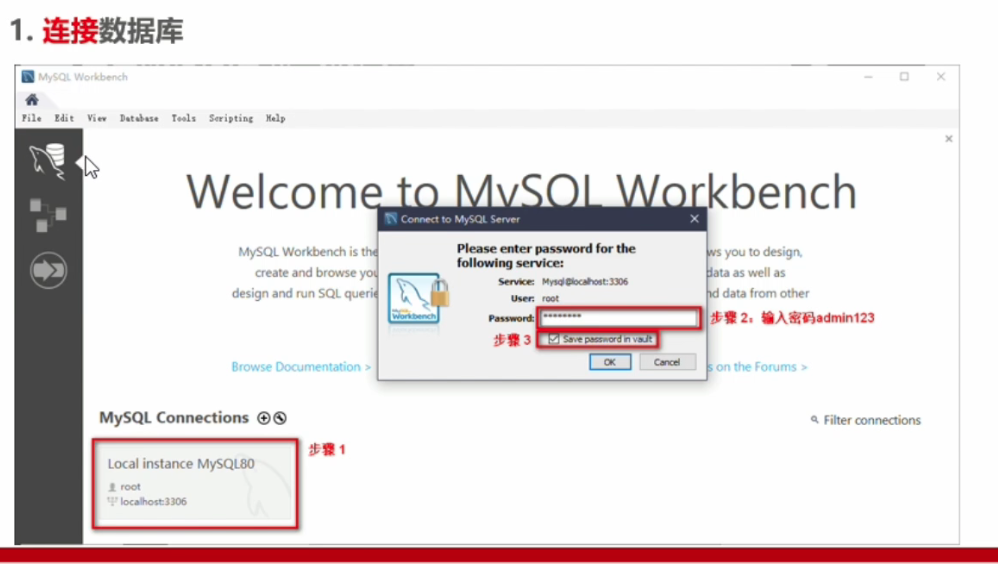 1. 连接数据库
MySQL Workbench
File Edit View Database Tools Scripting Help
Welcome to MySQL Workbench
Connect to MySQL Server
MySQL Workbench is the
ws you to design,
create and browse you
data as well as
design and run SQL querie
nd data from other
Please enter password for the
following service:
Service: Mysql@localhost:3306
User: root
Password: ********
步骤 2：输入密码admin123
步骤 3
Save password in vault
OK Cancel
MySQL
Workbench
Browse Documentation >
s on the Forums >
MySQL Connections
Filter connections
步骤 1
Local instance MySQL80
root
localhost:3306